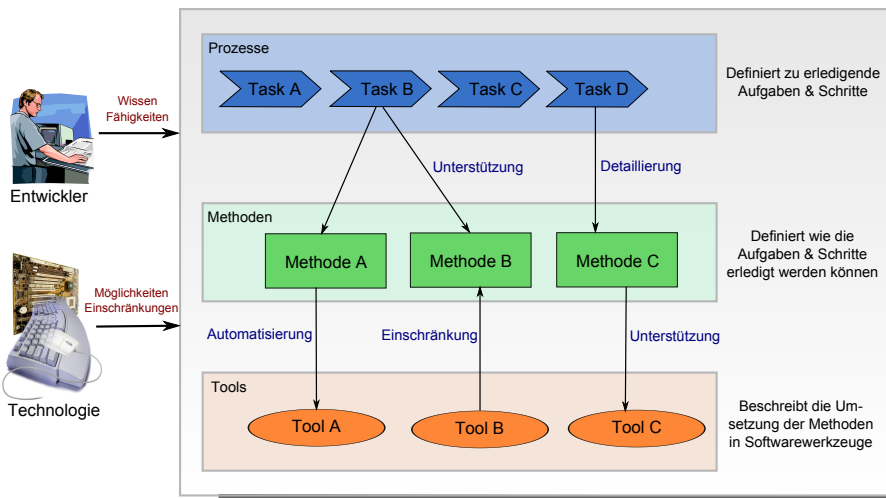 Prozesse
Task A
Task B
Task C
Task D
Definiert zu erledigende
Aufgaben & Schritte
Wissen
Fähigkeiten
Entwickler
Unterstützung
Detaillierung
Methoden
Methode A
Methode B
Methode C
Definiert wie die
Aufgaben & Schritte
erledigt werden können
Möglichkeiten
Einschränkungen
Technologie
Automatisierung
Einschränkung
Unterstützung
Tools
Tool A
Tool B
Tool C
Beschreibt die Um-
setzung der Methoden
in Softwarewerkzeuge